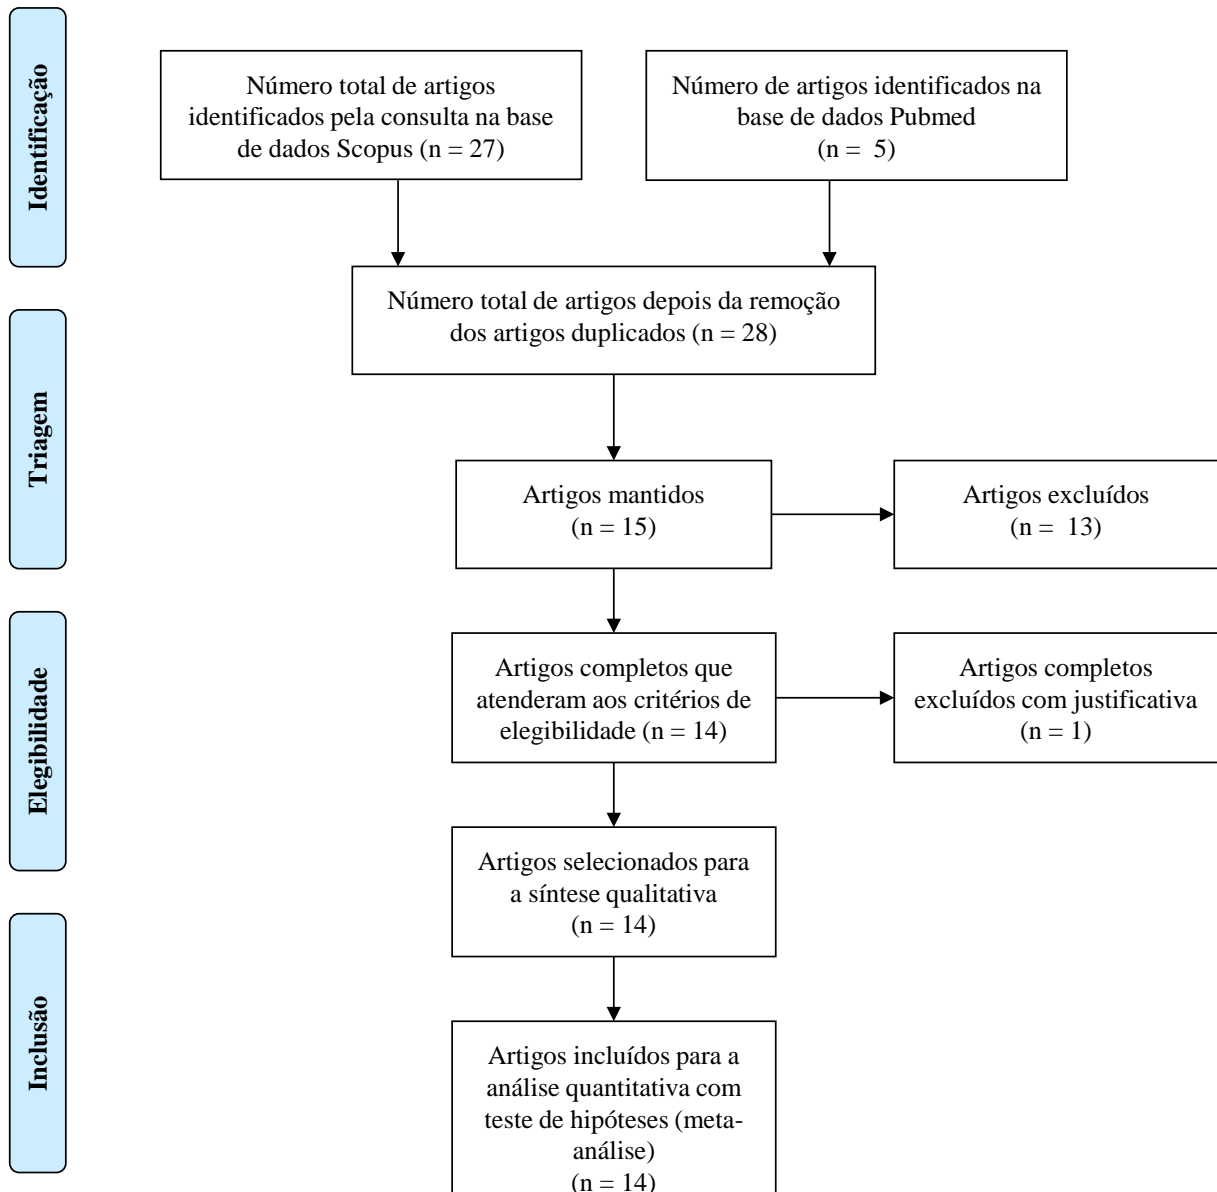 Identificação
Número total de artigos
identificados pela consulta na base
de dados Scopus (n = 27)
Número de artigos identificados na
base de dados Pubmed
(n = 5)
Número total de artigos depois da remoção
dos artigos duplicados (n = 28)
Triagem
Artigos mantidos
(n = 15)
Artigos excluídos
(n = 13)
Elegibilidade
Artigos completos que
atenderam aos critérios de
elegibilidade (n = 14)
Artigos completos
excluídos com justificativa
(n = 1)
Artigos selecionados para
a síntese qualitativa
(n = 14)
Inclusão
Artigos incluídos para a
análise quantitativa com
teste de hipóteses (meta-
análise)
(n = 14)